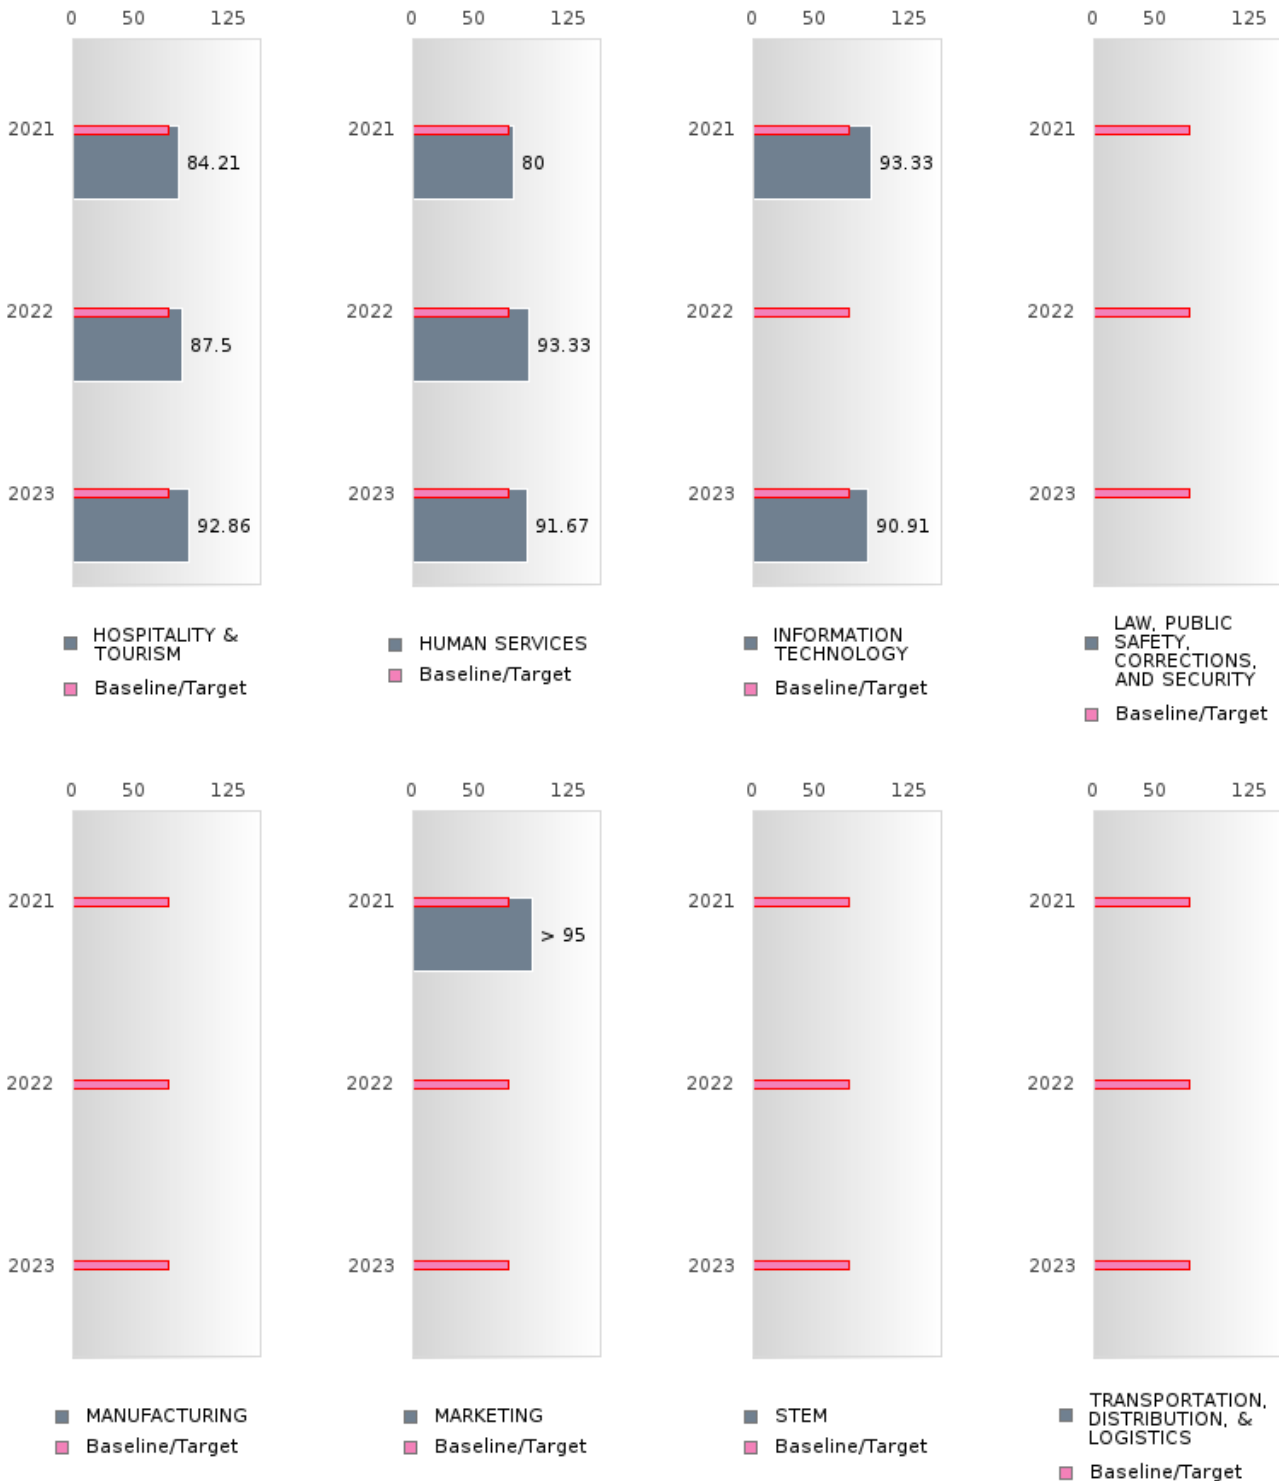 0 50 125
2021
84.21
2022
87.5
2023
92.86
HOSPITALITY &
TOURISM
Baseline/Target
0 50 125
2021
80
2022
93.33
2023
91.67
HUMAN SERVICES
Baseline/Target
0 50 125
2021
93.33
2022
2023
90.91
INFORMATION
TECHNOLOGY
Baseline/Target
0 50 125
2021
2022
2023
LAW, PUBLIC
SAFETY,
CORRECTIONS,
AND SECURITY
Baseline/Target
0 50 125
2021
2022
2023
MANUFACTURING
Baseline/Target
0 50 125
2021
> 95
2022
2023
MARKETING
Baseline/Target
0 50 125
2021
2022
2023
STEM
Baseline/Target
0 50 125
2021
2022
2023
TRANSPORTATION,
DISTRIBUTION, &
LOGISTICS
Baseline/Target